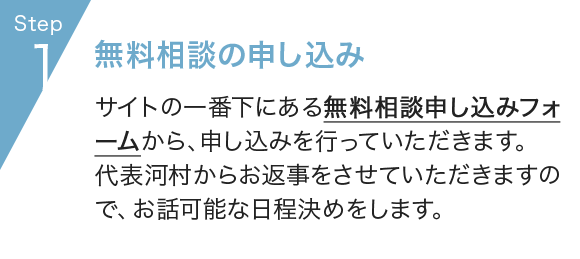 Step
1
無料相談の申し込み
サイトの一番下にある無料相談申し込みフォ
ームから、申し込みを行っていただきます。
代表河村からお返事をさせていただきますの
で、お話可能な日程決めをします。